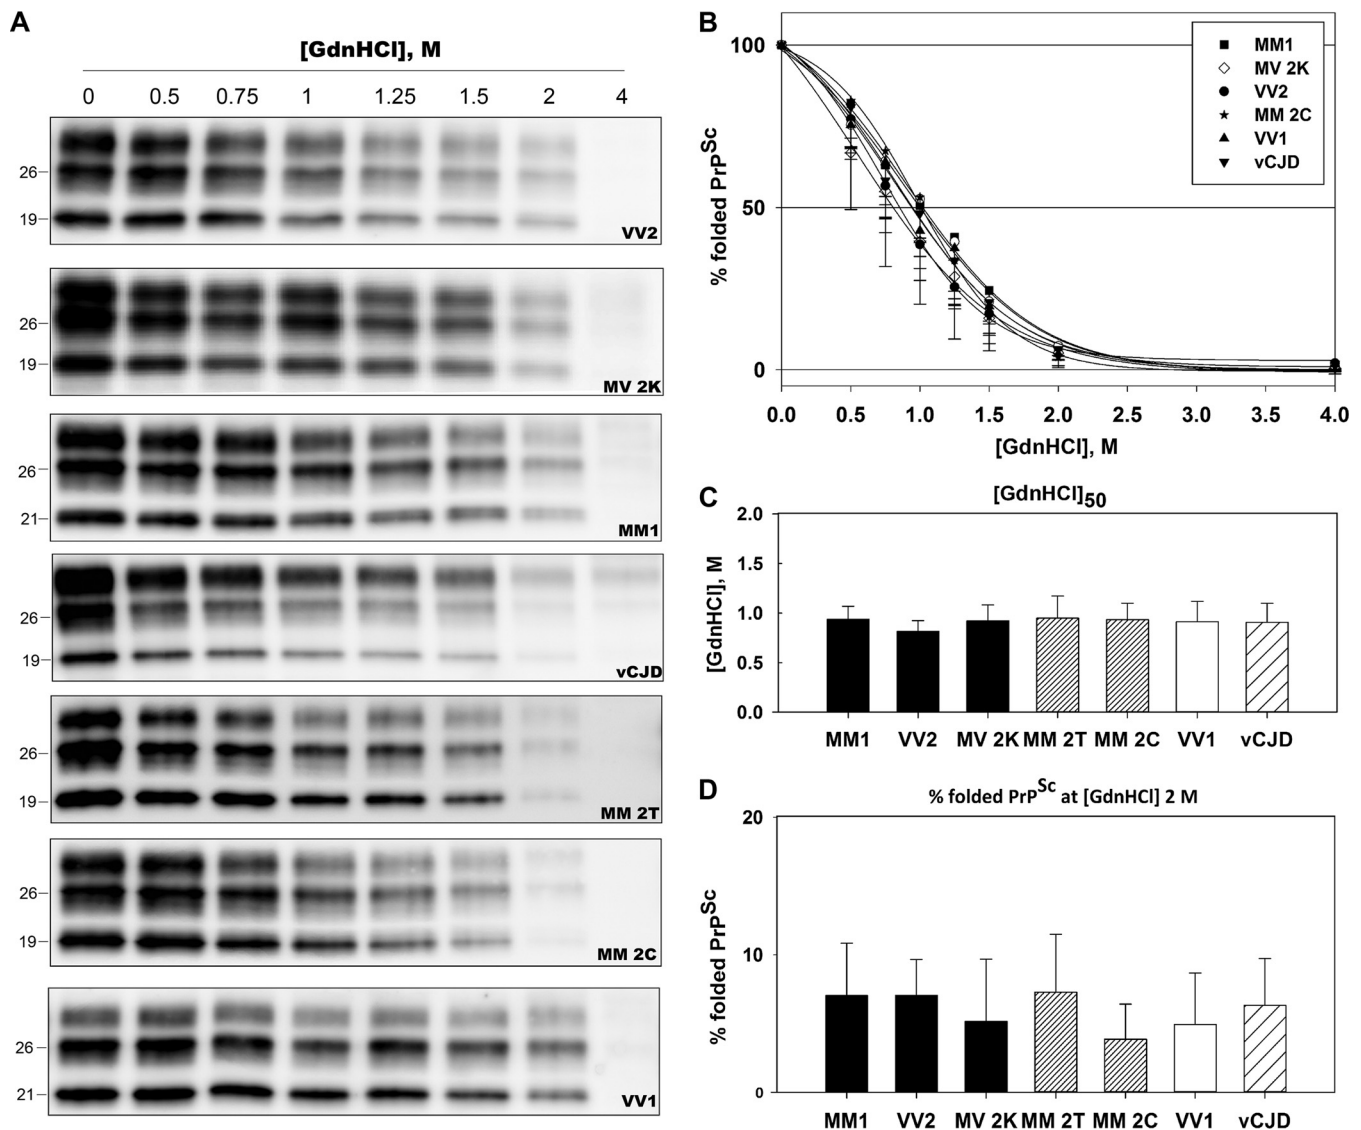 A
[GdnHCl], M
0 0.5 0.75 1 1.25 1.5 2 4
26
19
VV2
26
19
MV 2K
26
21
MM1
26
19
vCJD
26
19
MM 2T
26
19
MM 2C
26
21
VV1
B
% folded PrPSc
100
50
0
0.0 0.5 1.0 1.5 2.0 2.5 3.0 3.5 4.0
[GdnHCl], M
MM1
MV 2K
VV2
MM 2C
VV1
vCJD
C
[GdnHCl]50
[GdnHCl], M
2.0
1.5
1.0
0.5
0.0
MM1 VV2 MV 2K MM 2T MM 2C VV1 vCJD
D
% folded PrPSc at [GdnHCl] 2 M
% folded PrPSc
20
10
0
MM1 VV2 MV 2K MM 2T MM 2C VV1 vCJD